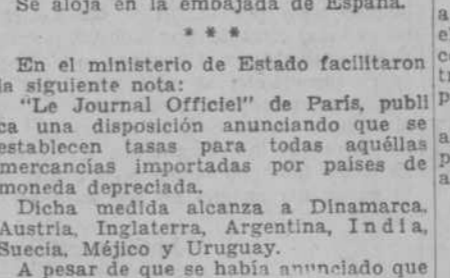 Se aloja en la embajada de España.
* * *
En el ministerio de Estado facilitaron
la siguiente nota:
"Le Journal Officiel" de París, publi
ca una disposición anunciando que se
establecen tasas para todas aquéllas
mercancías importadas por países de
moneda depreciada.
Dicha medida alcanza a Dinamarca,
Austria, Inglaterra, Argentina, India,
Suecia, Méjico y Uruguay.
A pesar de que se había anunciado que